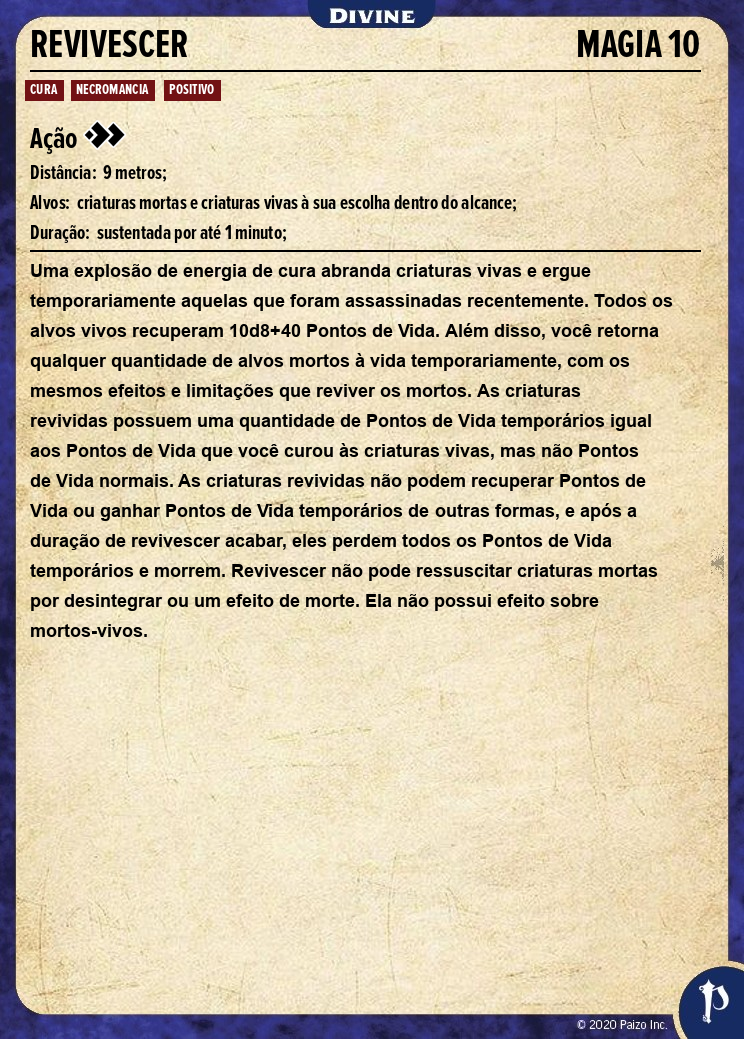 DIVINE
REVIVESCER MAGIA 10
CURA NECROMANCIA POSITIVO
Ação
Distância: 9 metros;
Alvos: criaturas mortas e criaturas vivas à sua escolha dentro do alcance;
Duração: sustentada por até 1 minuto;
Uma explosão de energia de cura abranda criaturas vivas e ergue
temporariamente aquelas que foram assassinadas recentemente. Todos os
alvos vivos recuperam 10d8+40 Pontos de Vida. Além disso, você retorna
qualquer quantidade de alvos mortos à vida temporariamente, com os
mesmos efeitos e limitações que reviver os mortos. As criaturas
revividas possuem uma quantidade de Pontos de Vida temporários igual
aos Pontos de Vida que você curou às criaturas vivas, mas não Pontos
de Vida normais. As criaturas revividas não podem recuperar Pontos de
Vida ou ganhar Pontos de Vida temporários de outras formas, e após a
duração de revivescer acabar, eles perdem todos os Pontos de Vida
temporários e morrem. Revivescer não pode ressuscitar criaturas mortas
por desintegrar ou um efeito de morte. Ela não possui efeito sobre
mortos-vivos.
© 2020 Paizo Inc.
P